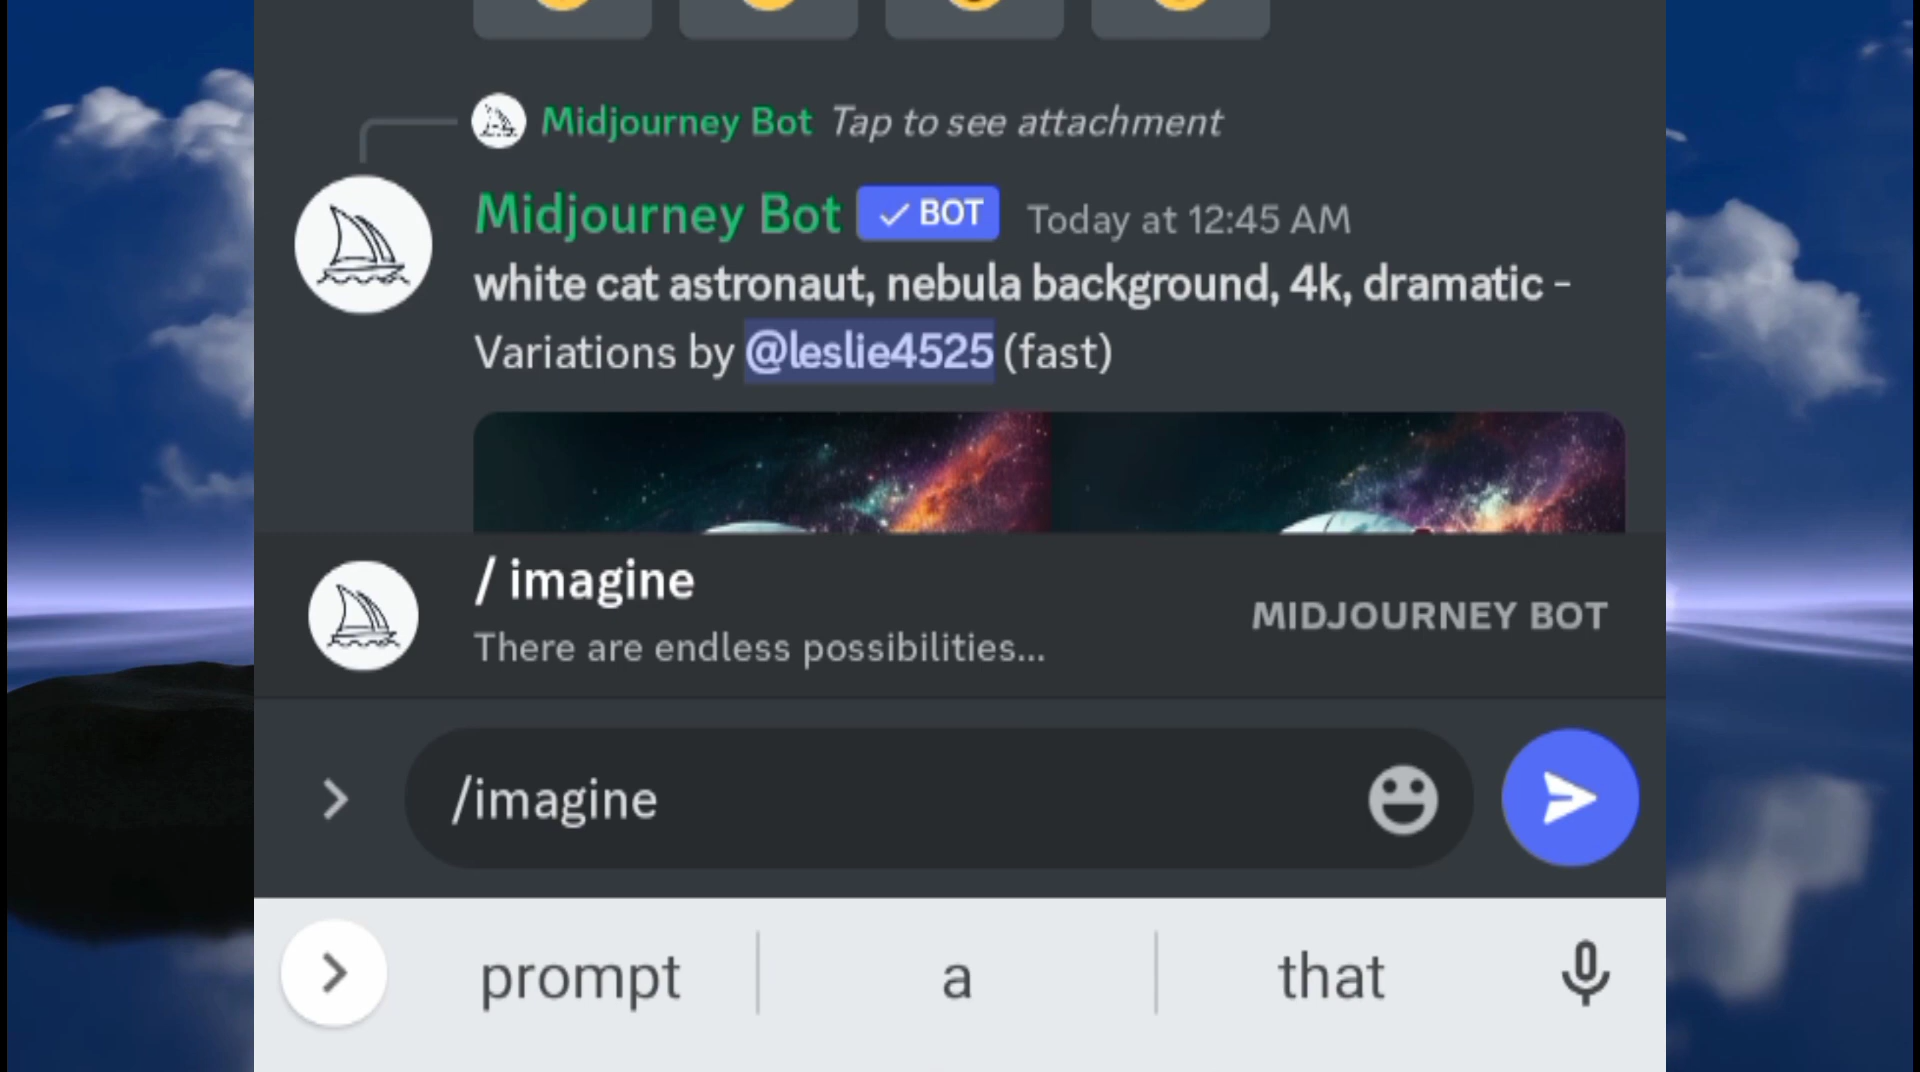 Midjourney Bot Tap to see attachment
Midjourney Bot ✓ BOT Today at 12:45 AM
white cat astronaut, nebula background, 4k, dramatic -
Variations by @leslie4525 (fast)
/ imagine
There are endless possibilities...
MIDJOURNEY BOT
/imagine
prompt a that